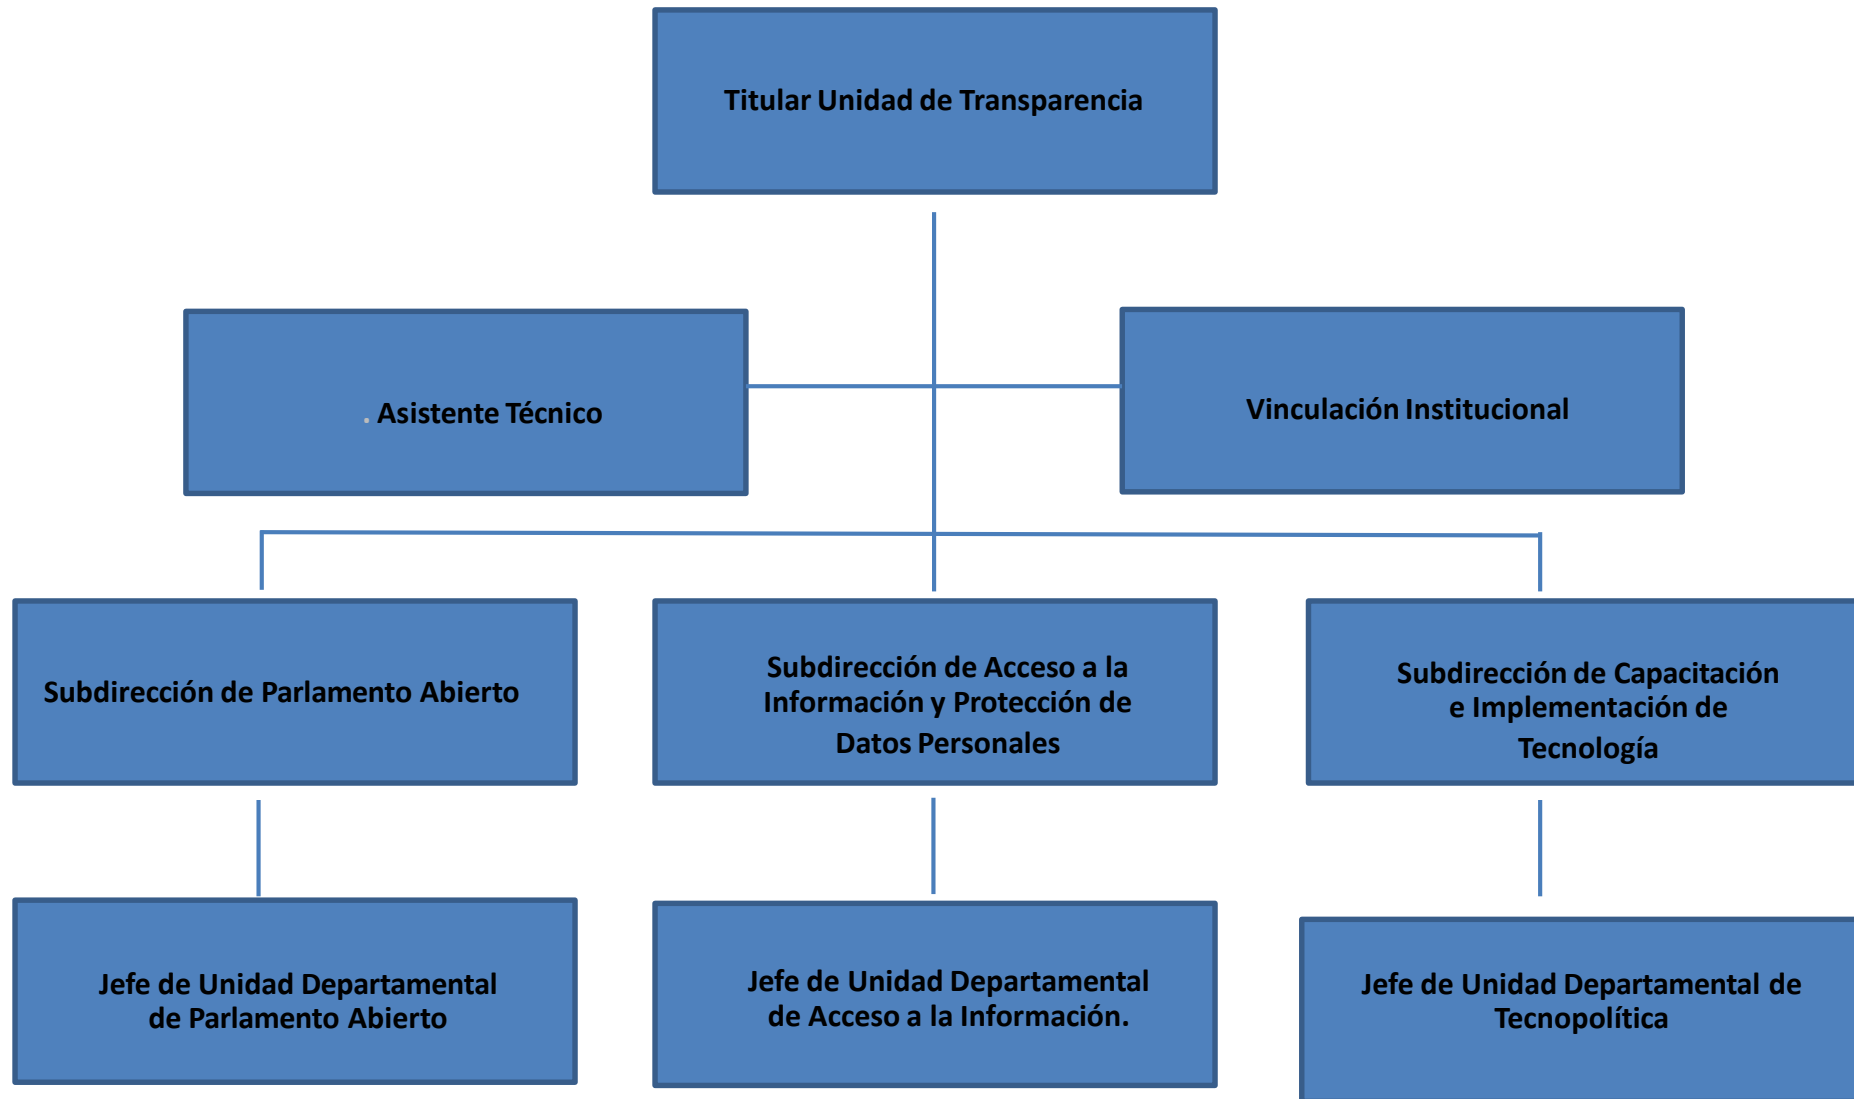 Titular Unidad de Transparencia
. Asistente Técnico
Vinculación Institucional
Subdirección de Parlamento Abierto
Subdirección de Acceso a la
Información y Protección de
Datos Personales
Subdirección de Capacitación
e Implementación de
Tecnología
Jefe de Unidad Departamental
de Parlamento Abierto
Jefe de Unidad Departamental
de Acceso a la Información.
Jefe de Unidad Departamental de
Tecnopolítica